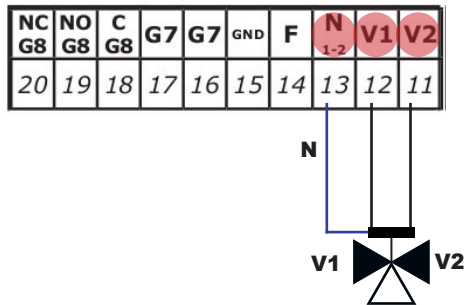 NC NO C G7 G7 GND F N V1 V2
G8 G8 G8 1-2
20 19 18 17 16 15 14 13 12 11
N
V1 V2